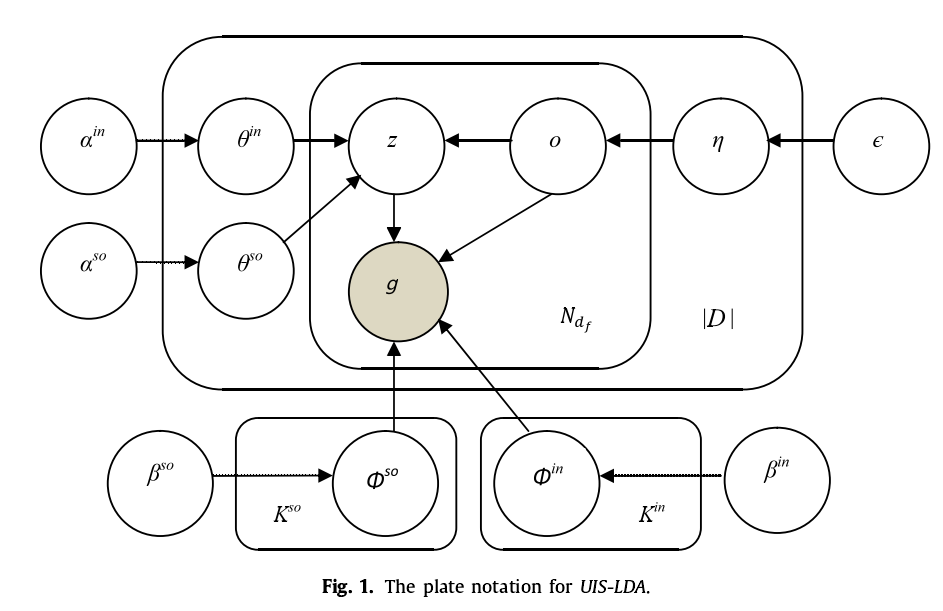 α^in θ^in z o η ϵ
α^so θ^so
g
N_{d_f} |D|
β^so Φ^so Φ^in β^in
K^so K^in
Fig. 1. The plate notation for UIS-LDA.